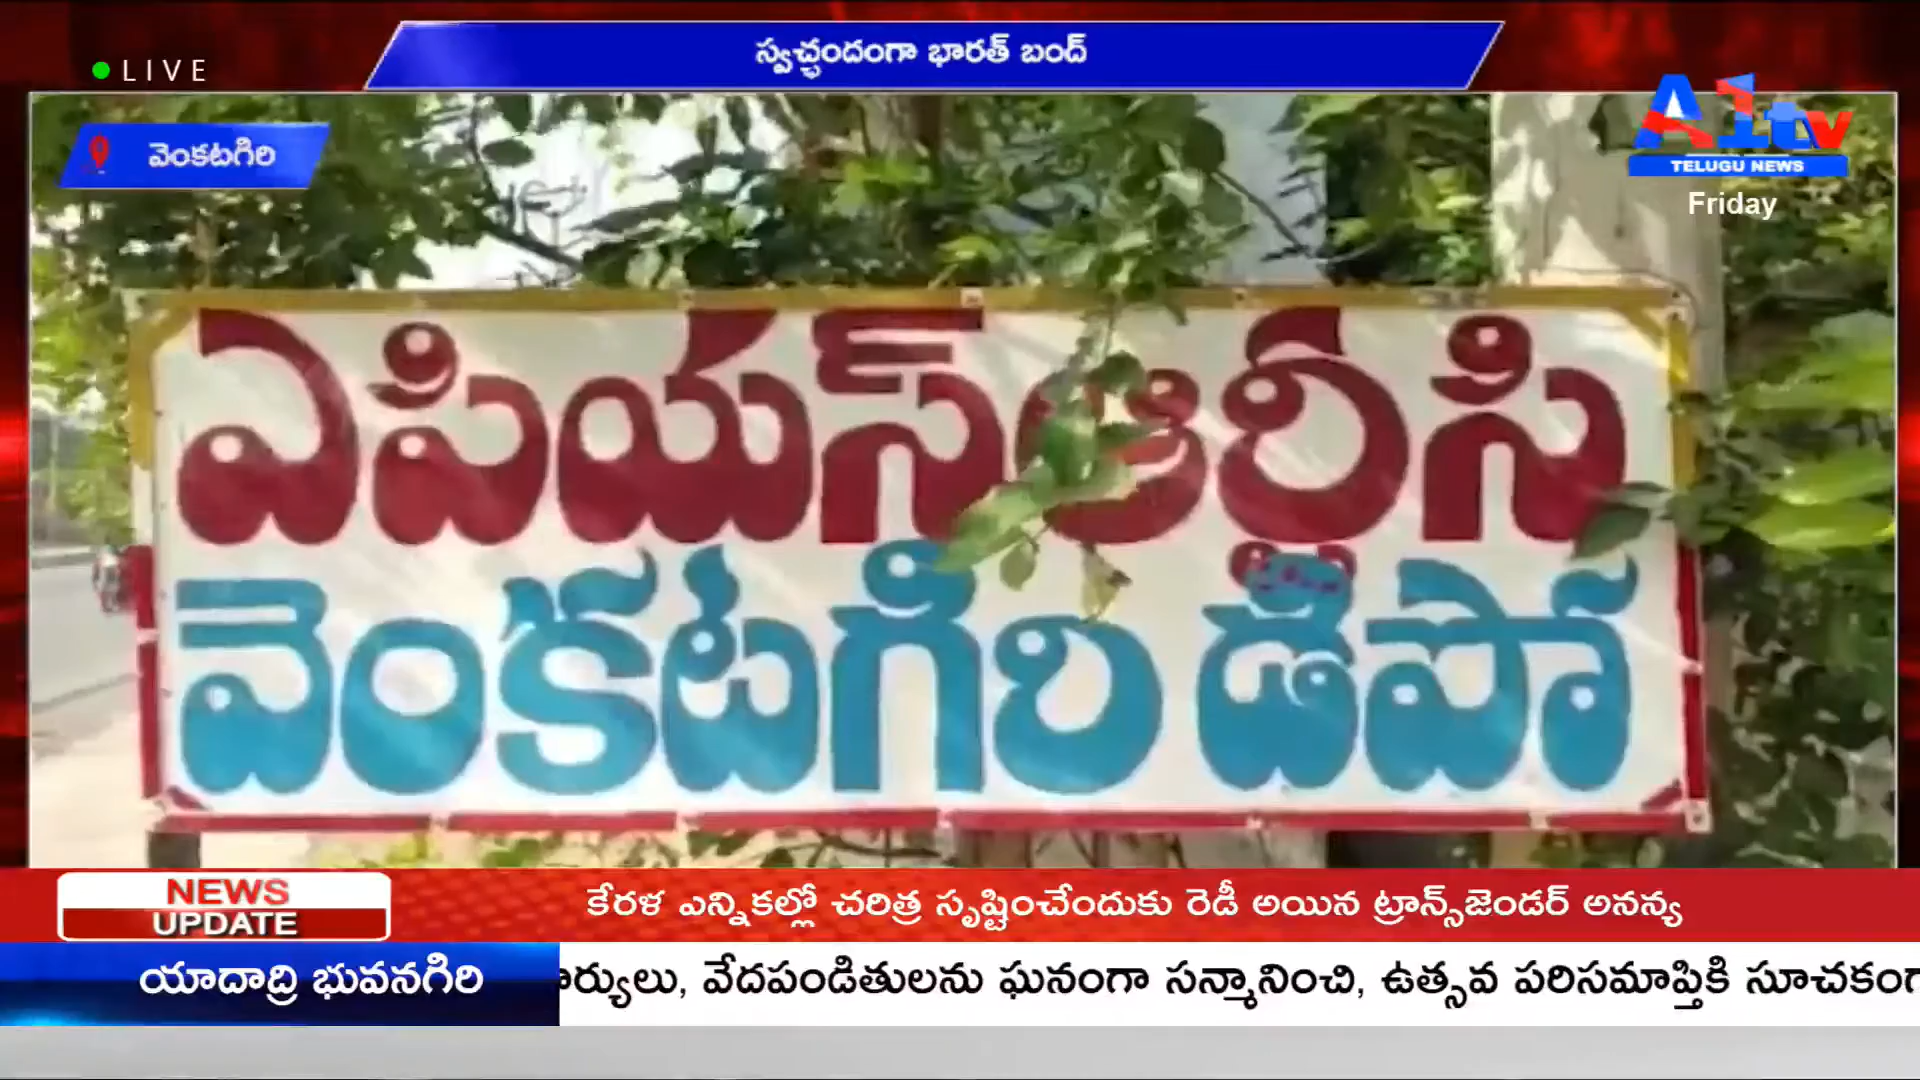 LIVE
స్వచ్ఛందంగా భారత్ బంద్
వెంకటగిరి
A1tv
TELUGU NEWS
Friday
ఎపియస్ఆర్టిసి
వెంకటగిరి డిపో
NEWS
UPDATE
కేరళ ఎన్నికల్లో చరిత్ర సృష్టించేందుకు రెడీ అయిన ట్రాన్స్‌జెండర్ అనన్య
యాదాద్రి భువనగిరి
వేదపండితులను ఘనంగా సన్మానించి, ఉత్సవ పరిసమాప్తికి సూచకంగా